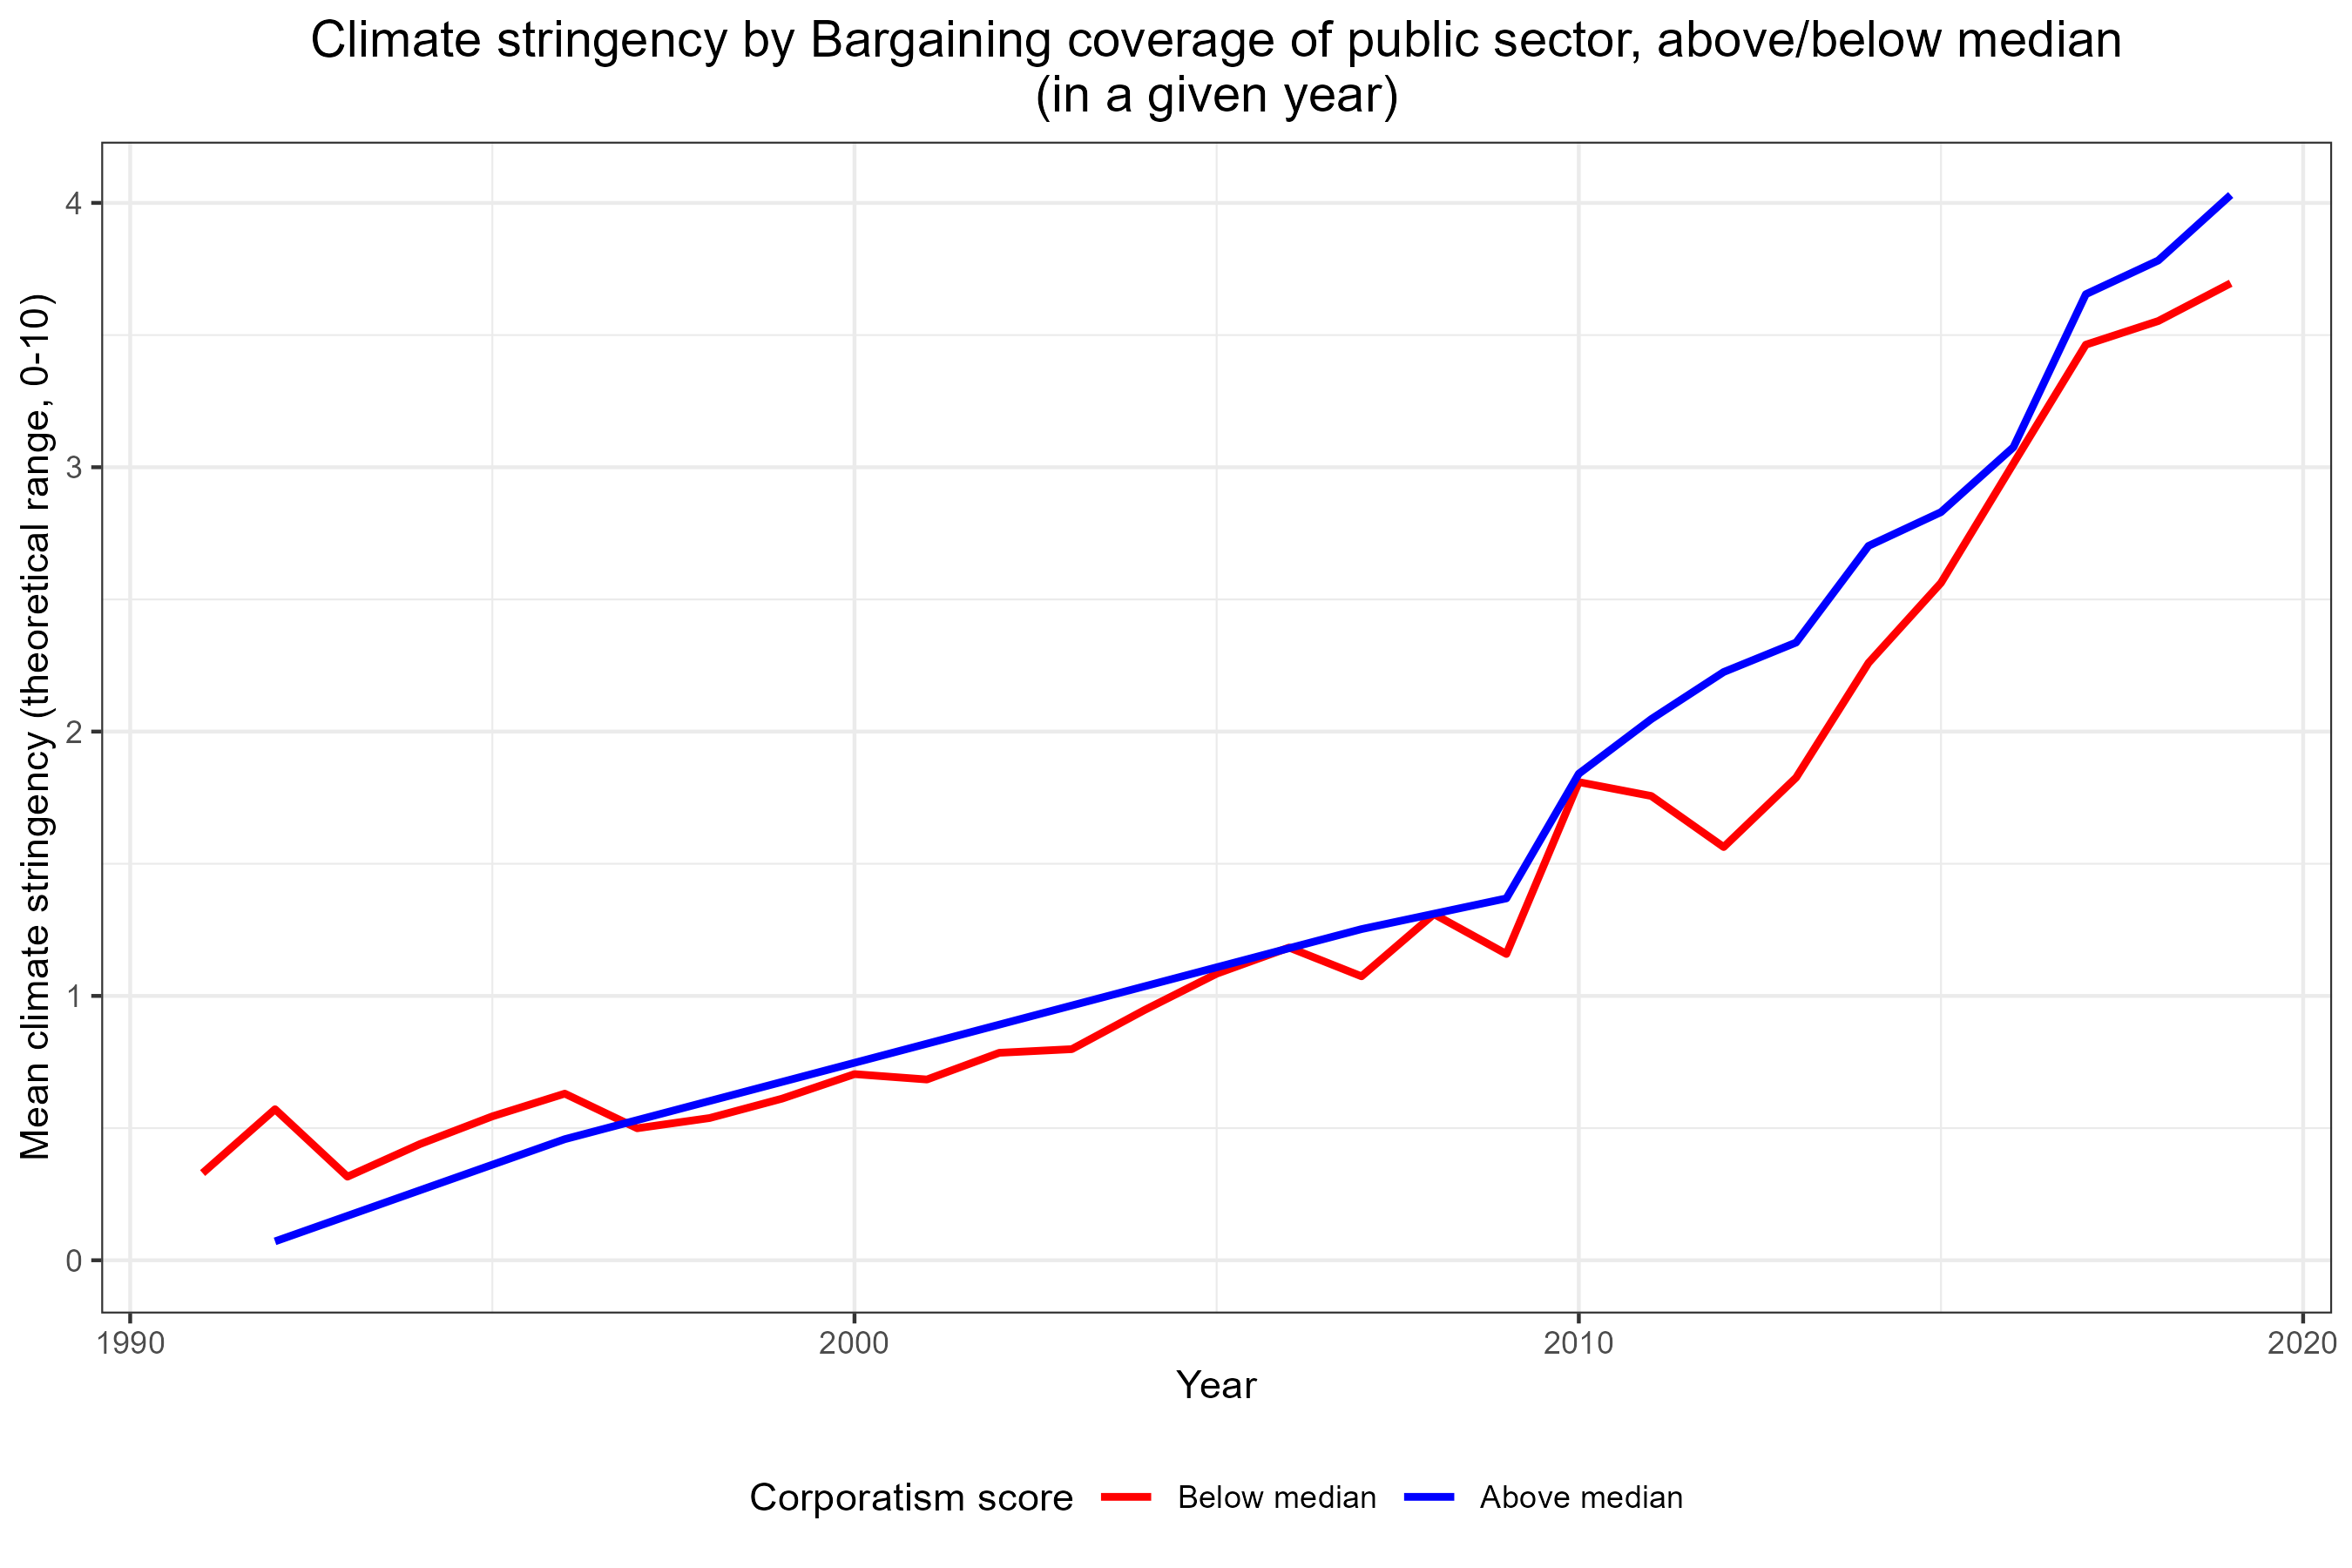 Climate stringency by Bargaining coverage of public sector, above/below median
(in a given year)
Mean climate stringency (theoretical range, 0-10)
4
3
2
1
0
1990
2000
2010
2020
Year
Corporatism score
Below median
Above median